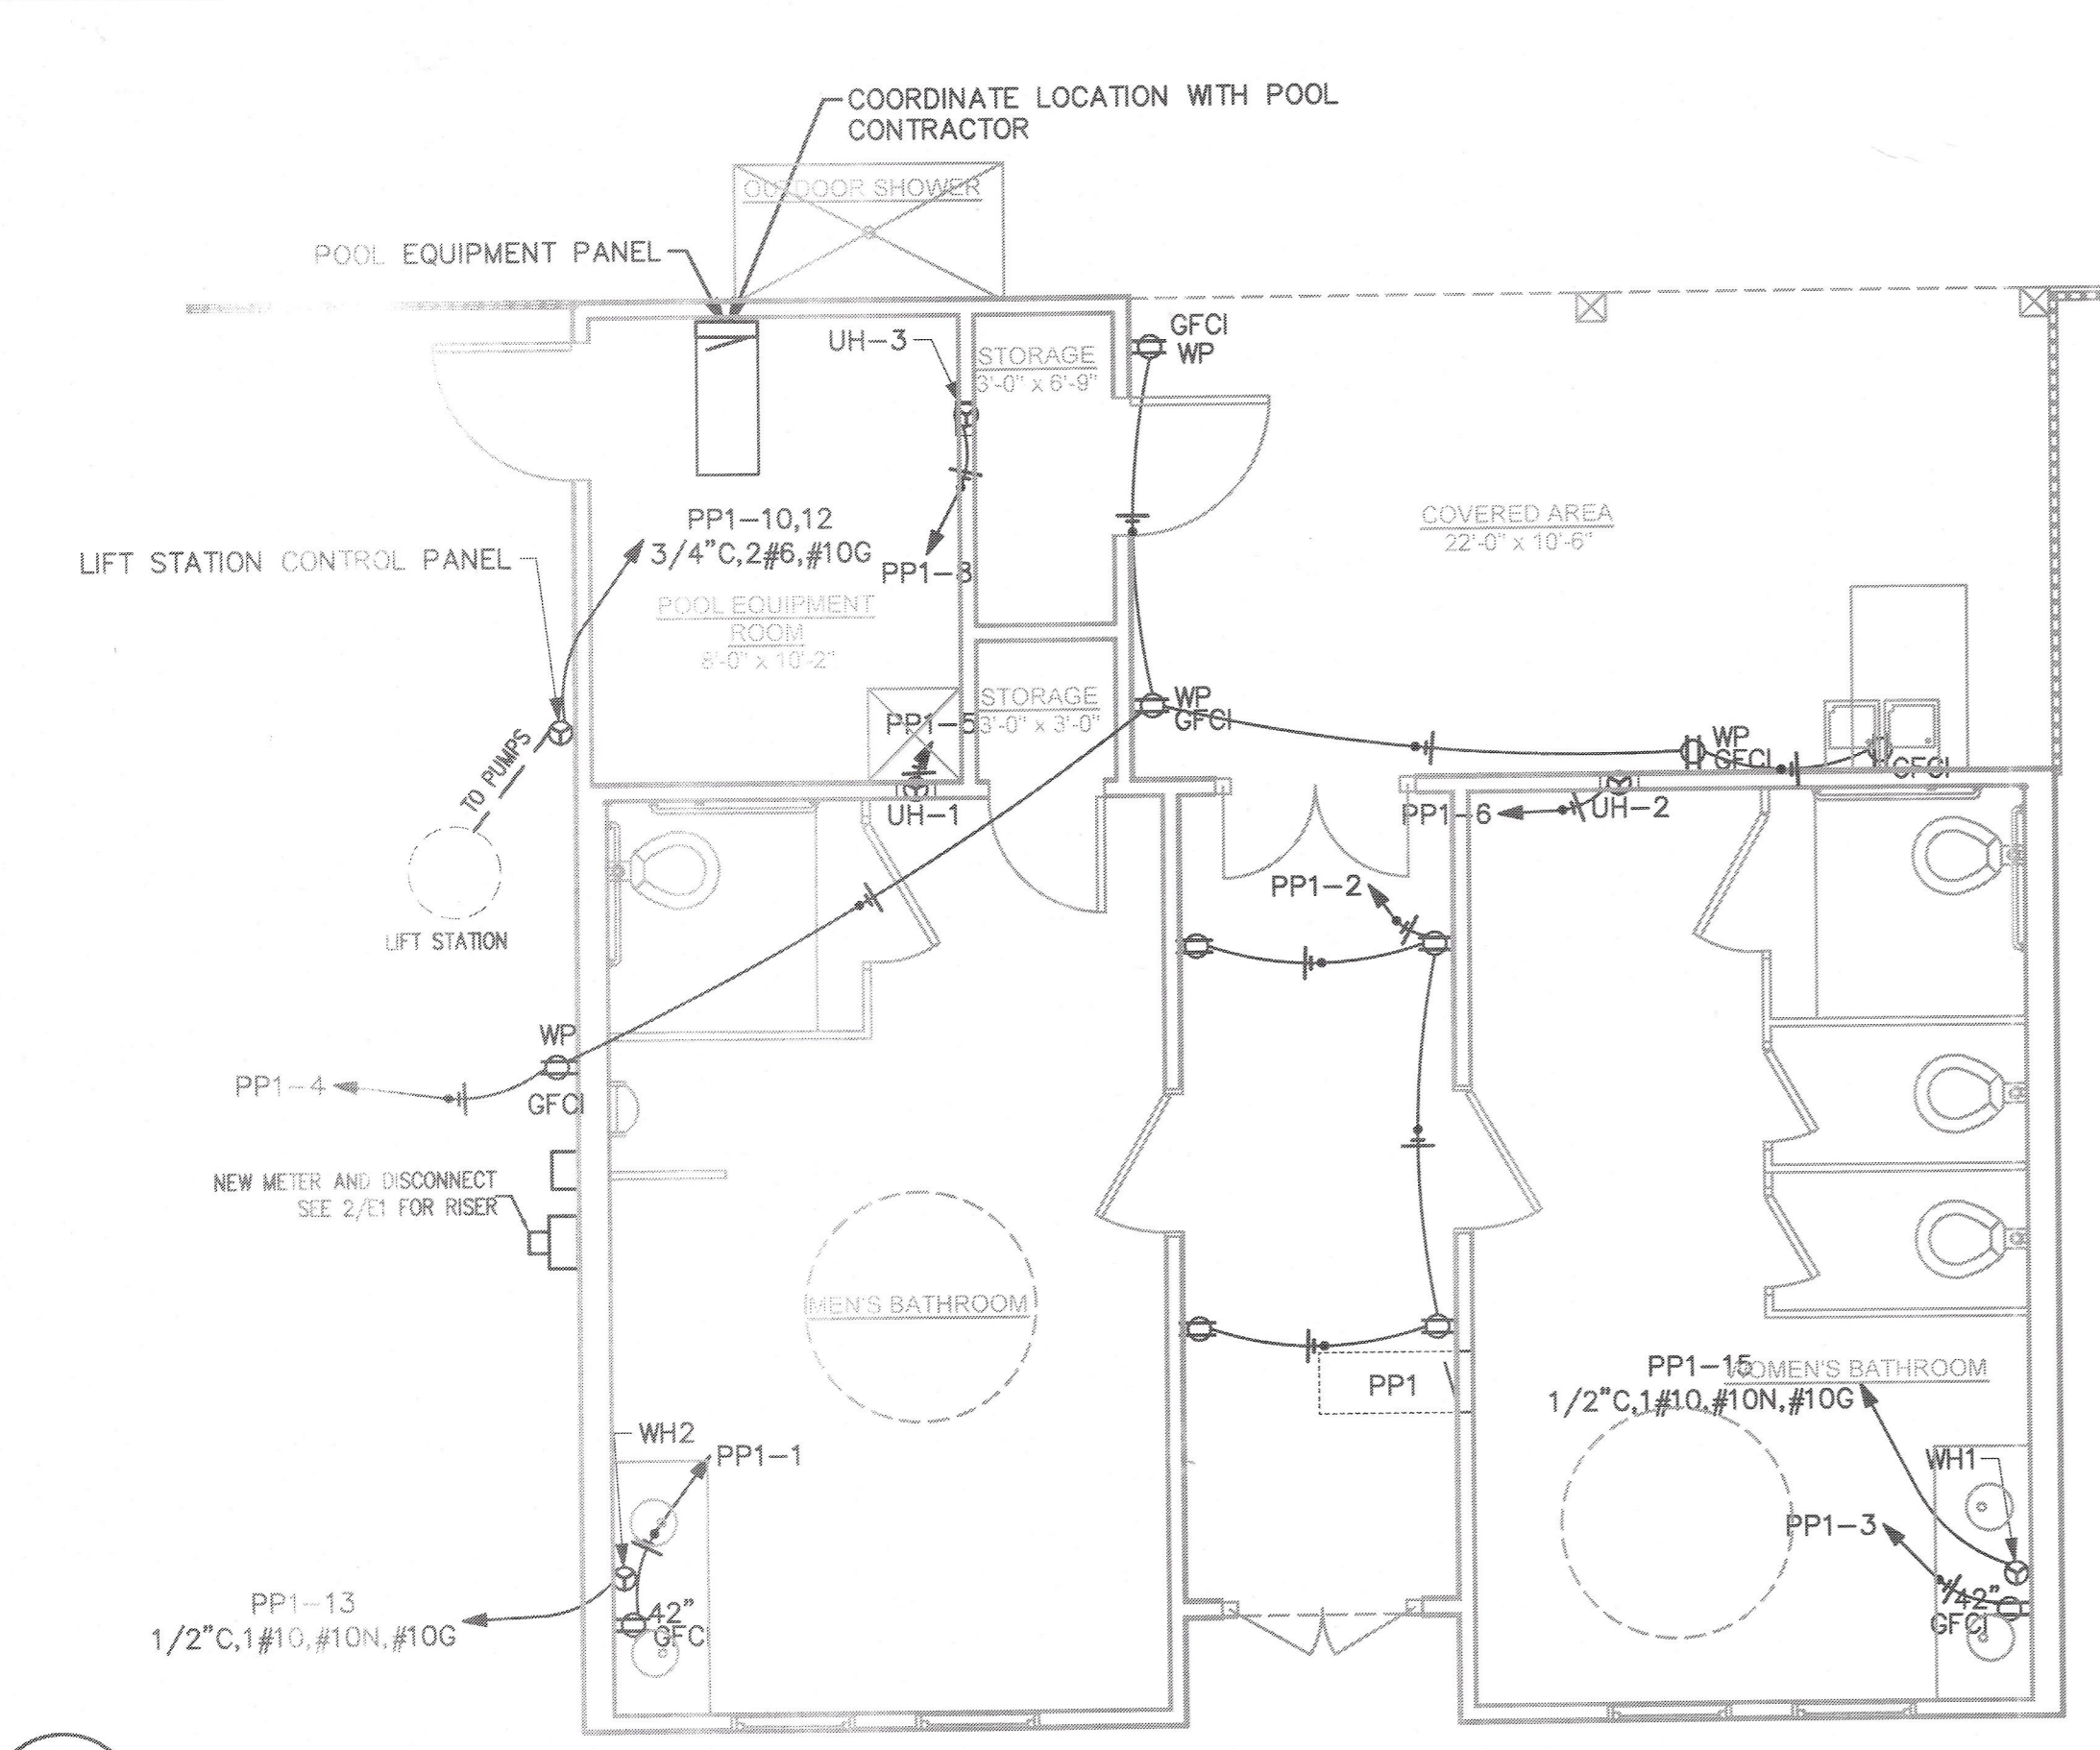 COORDINATE LOCATION WITH POOL
CONTRACTOR
OUTDOOR SHOWER
POOL EQUIPMENT PANEL
UH-3
STORAGE
3'-0" x 6'-9"
GFCI
WP
PP1-10,12
3/4"C,2#6,#10G
PP1-8
COVERED AREA
22'-0" x 10'-6"
LIFT STATION CONTROL PANEL
POOL EQUIPMENT
ROOM
8'-0" x 10'-2"
PP1-5
STORAGE
3'-0" x 3'-0"
WP
GFCI
WP
GFCI
GFCI
TO PUMPS
UH-1
PP1-6
UH-2
PP1-2
LIFT STATION
WP
PP1-4
GFCI
NEW METER AND DISCONNECT
SEE 2/E1 FOR RISER
MEN'S BATHROOM
PP1
PP1-15
WOMEN'S BATHROOM
1/2"C,1#10,#10N,#10G
WH2
PP1-1
WH1
PP1-3
PP1-13
1/2"C,1#10,#10N,#10G
42"
GFC
42"
GFCI